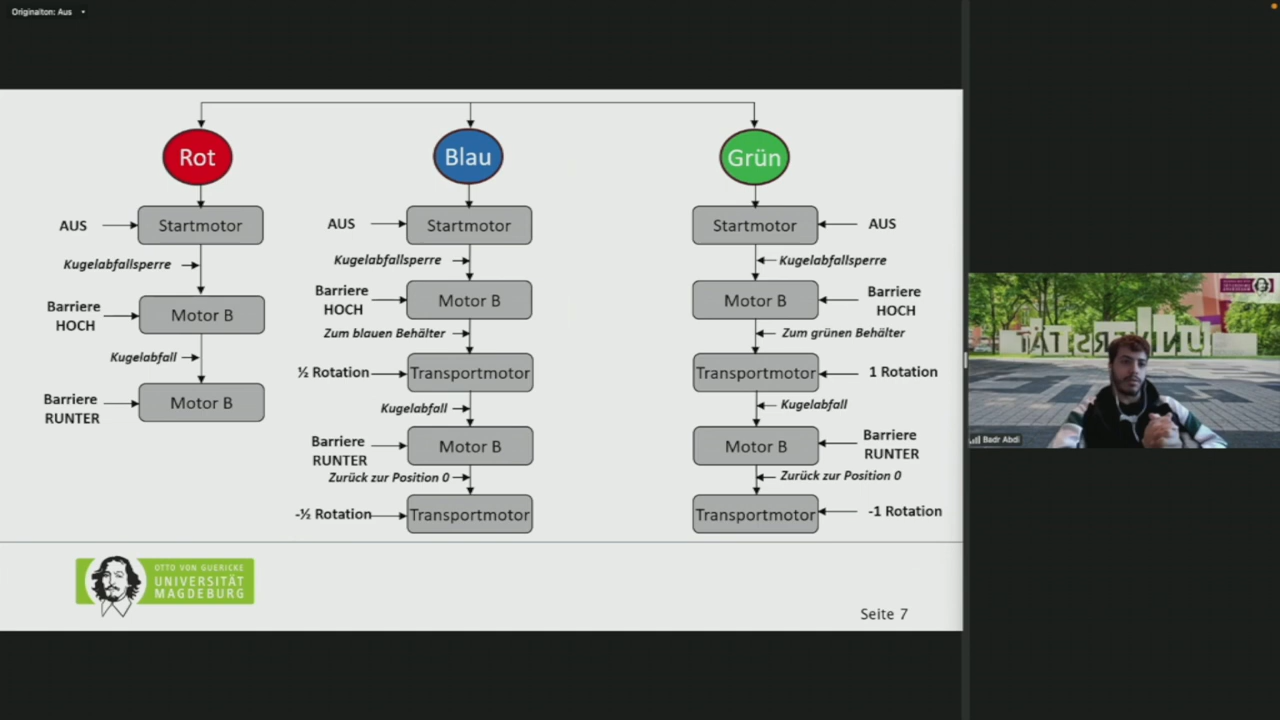 Originalton: Aus
Rot
Blau
Grün
AUS
Startmotor
Kugelabfallsperre
Barriere
HOCH
Motor B
Kugelabfall
Barriere
RUNTER
Motor B
AUS
Startmotor
Kugelabfallsperre
Barriere
HOCH
Motor B
Zum blauen Behälter
½ Rotation
Transportmotor
Kugelabfall
Barriere
RUNTER
Motor B
Zurück zur Position 0
-½ Rotation
Transportmotor
Startmotor
AUS
Kugelabfallsperre
Motor B
Barriere
HOCH
Zum grünen Behälter
Transportmotor
1 Rotation
Kugelabfall
Motor B
Barriere
RUNTER
Zurück zur Position 0
Transportmotor
-1 Rotation
OTTO VON GUERICKE
UNIVERSITÄT
MAGDEBURG
Seite 7
UNIVERSITÄT
Badr Abdi